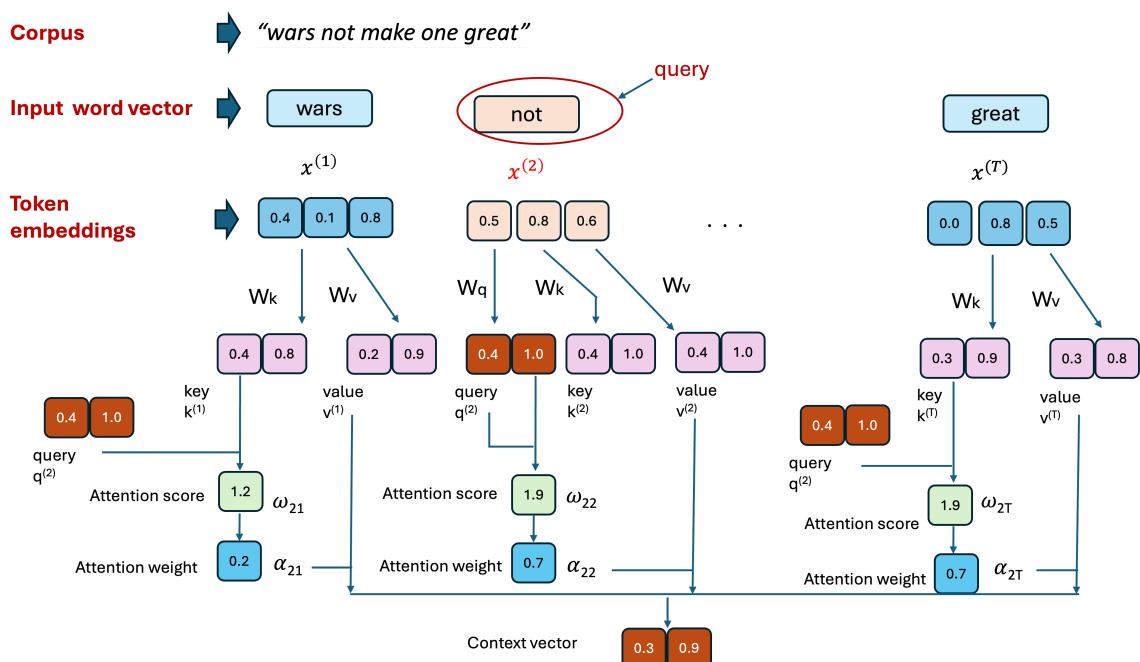 Corpus
“wars not make one great”
query
Input word vector
wars
not
great
x(1)
x(2)
x(T)
Token
embeddings
0.4 0.1 0.8
0.5 0.8 0.6
. . .
0.0 0.8 0.5
Wk
Wv
Wq
Wk
Wv
Wk
Wv
0.4 0.8
0.2 0.9
0.4 1.0
0.4 1.0
0.4 1.0
0.3 0.9
0.3 0.8
key
k(1)
value
v(1)
query
q(2)
key
k(2)
value
v(2)
key
k(T)
value
v(T)
0.4 1.0
query
q(2)
0.4 1.0
query
q(2)
Attention score
1.2
ω21
Attention score
1.9
ω22
Attention score
1.9
ω2T
Attention weight
0.2
α21
Attention weight
0.7
α22
Attention weight
0.7
α2T
Context vector
0.3 0.9